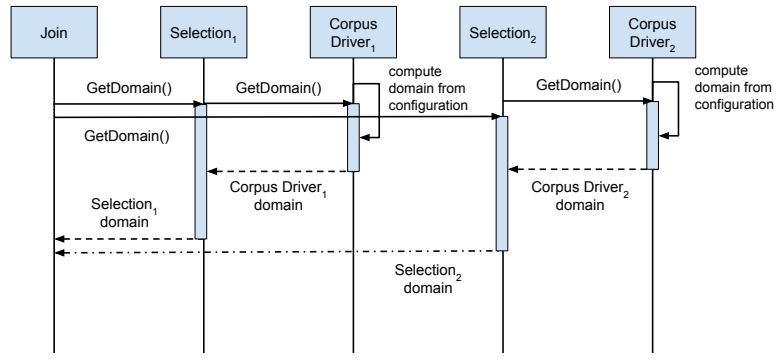 Join
Selection₁
Corpus
Driver₁
Selection₂
Corpus
Driver₂
GetDomain()
GetDomain()
compute
domain from
configuration
GetDomain()
compute
domain from
configuration
GetDomain()
Corpus Driver₁
domain
Corpus Driver₂
domain
Selection₁
domain
Selection₂
domain